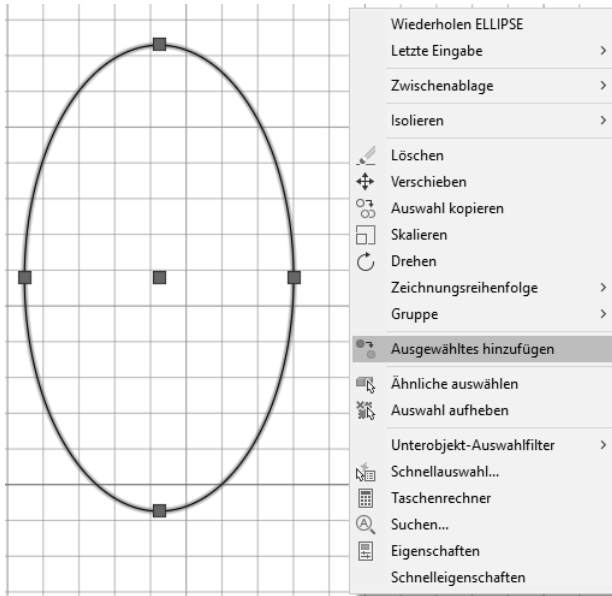 Wiederholen ELLIPSE
Letzte Eingabe
Zwischenablage
Isolieren
Löschen
Verschieben
Auswahl kopieren
Skalieren
Drehen
Zeichnungsreihenfolge
Gruppe
Ausgewähltes hinzufügen
Ähnliche auswählen
Auswahl aufheben
Unterobjekt-Auswahlfilter
Schnellauswahl...
Taschenrechner
Suchen...
Eigenschaften
Schnelleigenschaften